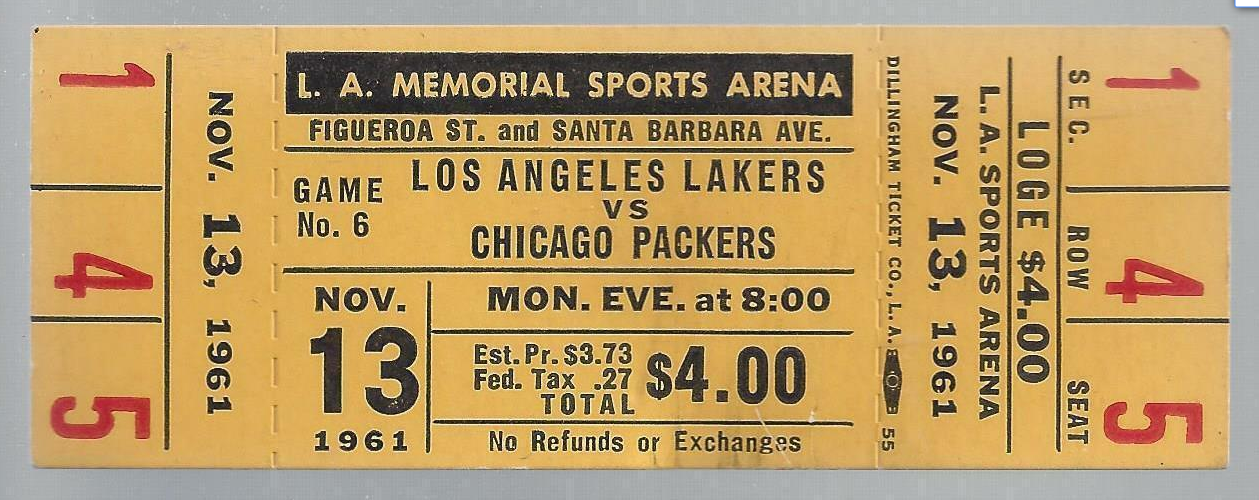 1
4
5
NOV. 13, 1961
L. A. MEMORIAL SPORTS ARENA
FIGUEROA ST. and SANTA BARBARA AVE.
GAME No. 6
LOS ANGELES LAKERS
VS
CHICAGO PACKERS
NOV.
13
1961
MON. EVE. at 8:00
Est. Pr. $3.73
Fed. Tax .27
TOTAL
$4.00
No Refunds or Exchanges
DILLINGHAM TICKET CO., L. A. 55
NOV. 13, 1961
L. A. SPORTS ARENA
LOGE $4.00
SEC. 1
ROW 4
SEAT 5